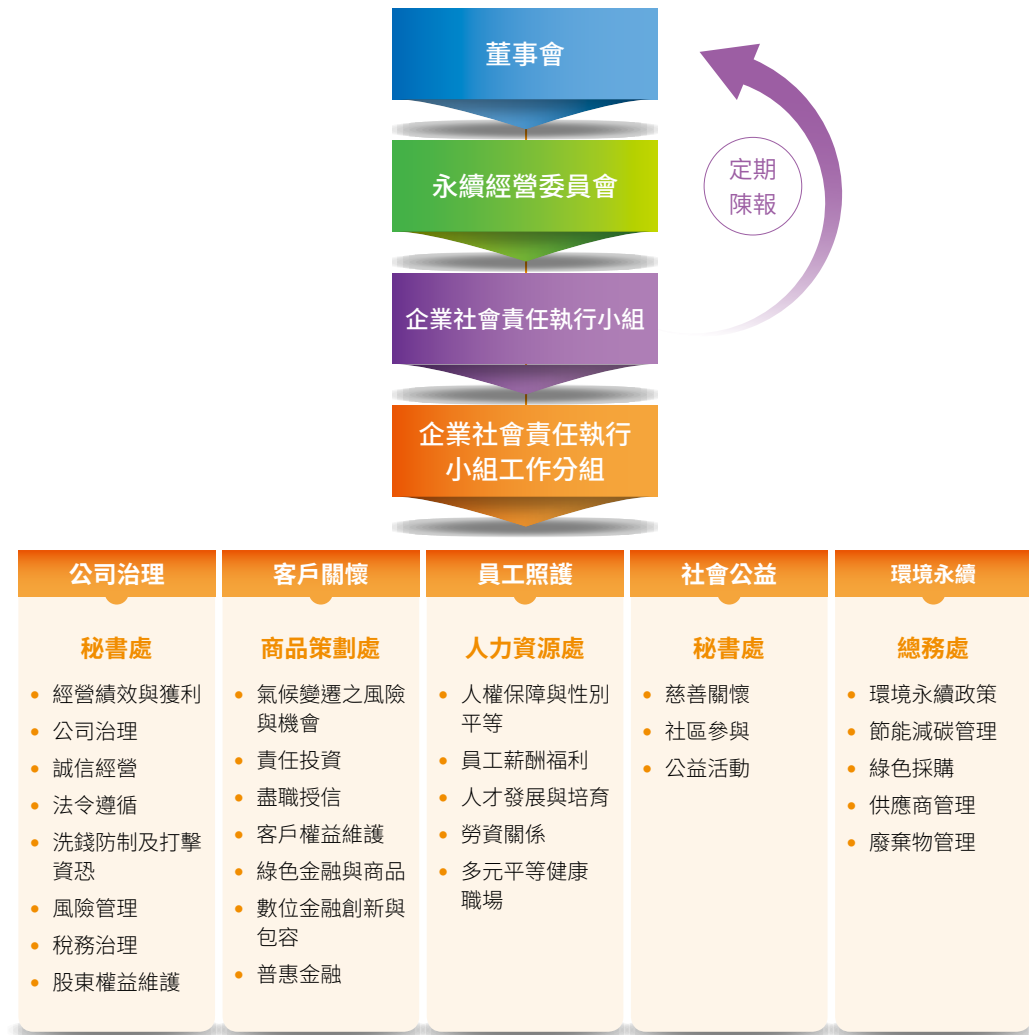 董事會
永續經營委員會
定期
陳報
企業社會責任執行小組
企業社會責任執行
小組工作分組
公司治理
秘書處
經營績效與獲利
公司治理
誠信經營
法令遵循
洗錢防制及打擊
資恐
風險管理
稅務治理
股東權益維護
客戶關懷
商品策劃處
氣候變遷之風險
與機會
責任投資
盡職授信
客戶權益維護
綠色金融與商品
數位金融創新與
包容
普惠金融
員工照護
人力資源處
人權保障與性別
平等
員工薪酬福利
人才發展與培育
勞資關係
多元平等健康
職場
社會公益
秘書處
慈善關懷
社區參與
公益活動
環境永續
總務處
環境永續政策
節能減碳管理
綠色採購
供應商管理
廢棄物管理